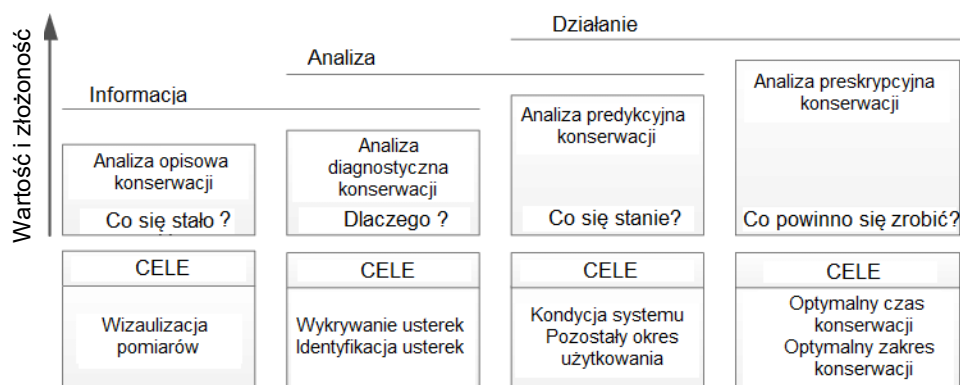 Wartość i złożoność
Działanie
Analiza
Informacja
Analiza opisowa
konserwacji
Co się stało ?
Analiza
diagnostyczna
konserwacji
Dlaczego ?
Analiza predykcyjna
konserwacji
Co się stanie?
Analiza preskrypcyjna
konserwacji
Co powinno się zrobić?
CELE
Wizaulizacja
pomiarów
CELE
Wykrywanie usterek
Identyfikacja usterek
CELE
Kondycja systemu
Pozostały okres
użytkowania
CELE
Optymalny czas
konserwacji
Optymalny zakres
konserwacji